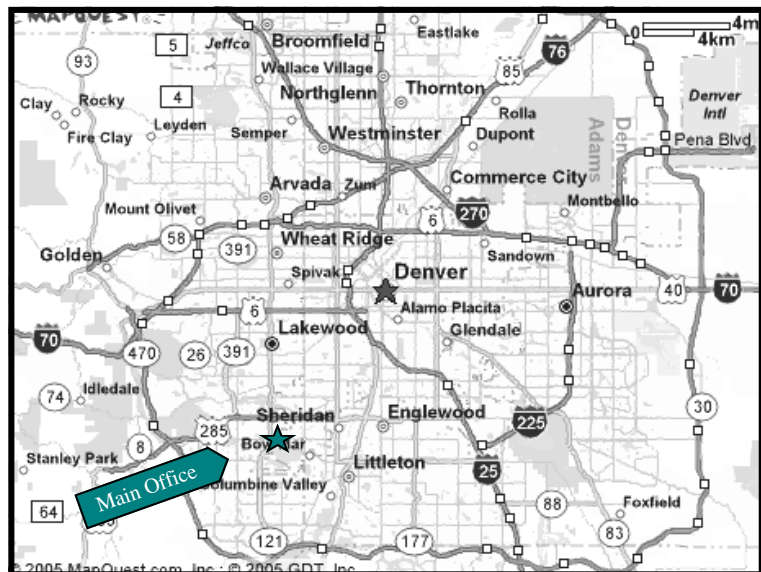 MAPQUEST
4m
4km
5
Jeffco
Broomfield
Eastlake
76
93
Wallace Village
85
Thornton
Denver
Intl
4
Northglenn
Clay
Rocky
Rolla
Fire Clay
Leyden
Semper
Westminster
Dupont
Adams
Pena Blvd
Arvada
Zuni
Commerce City
Mount Olivet
270
Montbello
6
58
391
Wheat Ridge
Golden
Sandown
Spivak
Denver
Aurora
40
70
6
Alamo Placita
Lakewood
Glendale
70
470
26
391
74
Idledale
30
Sheridan
Englewood
225
285
8
Stanley Park
Littleton
25
Main Office
Columbine Valley
64
88
Foxfield
83
121
177
© 2005 MapQuest.com, Inc.; © 2005 GDT, Inc.